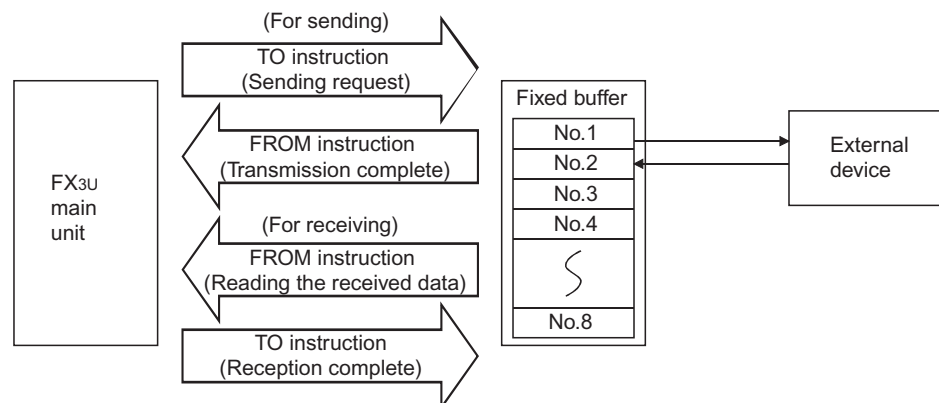 (For sending)
TO instruction
(Sending request)
FROM instruction
(Transmission complete)
(For receiving)
FROM instruction
(Reading the received data)
TO instruction
(Reception complete)
FX3U
main
unit
Fixed buffer
No.1
No.2
No.3
No.4
No.8
External
device